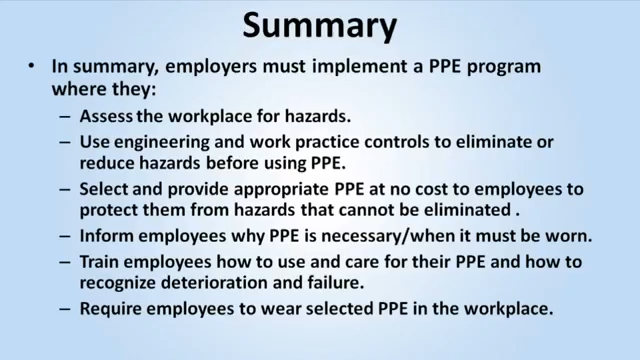 Summary
• In summary, employers must implement a PPE program
where they:
– Assess the workplace for hazards.
– Use engineering and work practice controls to eliminate or
reduce hazards before using PPE.
– Select and provide appropriate PPE at no cost to employees to
protect them from hazards that cannot be eliminated .
– Inform employees why PPE is necessary/when it must be worn.
– Train employees how to use and care for their PPE and how to
recognize deterioration and failure.
– Require employees to wear selected PPE in the workplace.